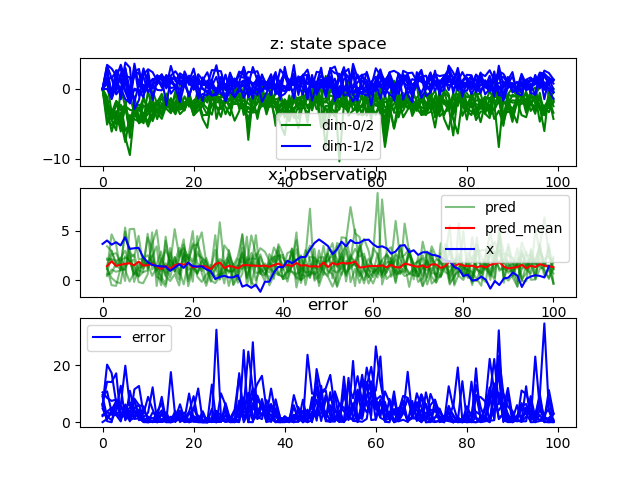 z: state space
0
−10
dim-0/2
dim-1/2
0 20 40 60 80 100
x: observation
5
0
pred
pred_mean
x
0 20 40 60 80 100
error
20
0
error
0 20 40 60 80 100